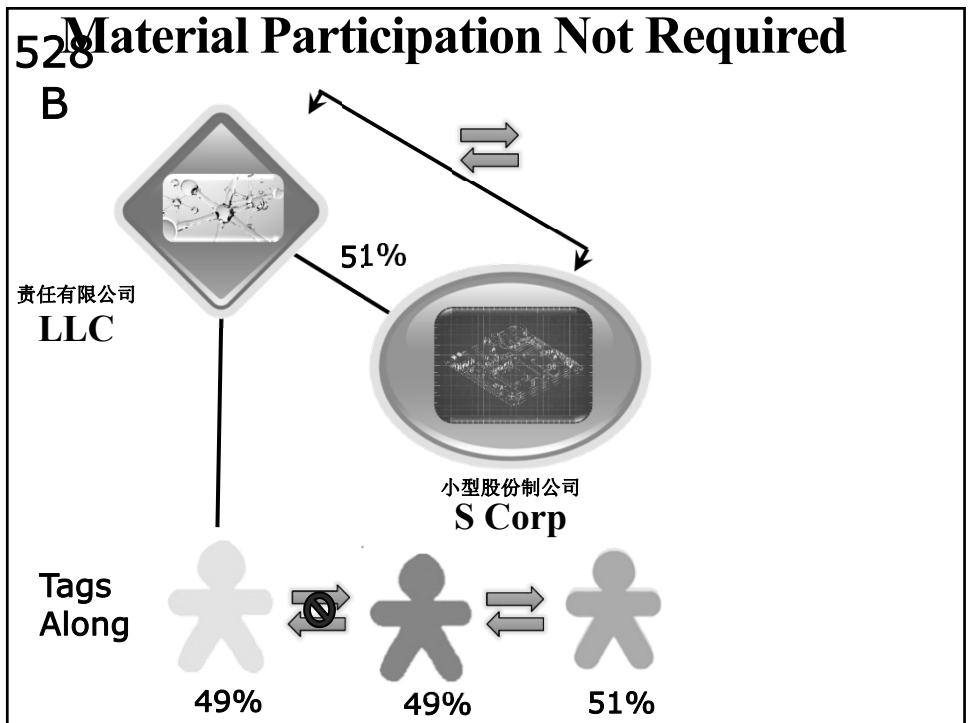 Material Participation Not Required
528
B
51%
责任有限公司
LLC
小型股份制公司
S Corp
Tags
Along
49%
49%
51%